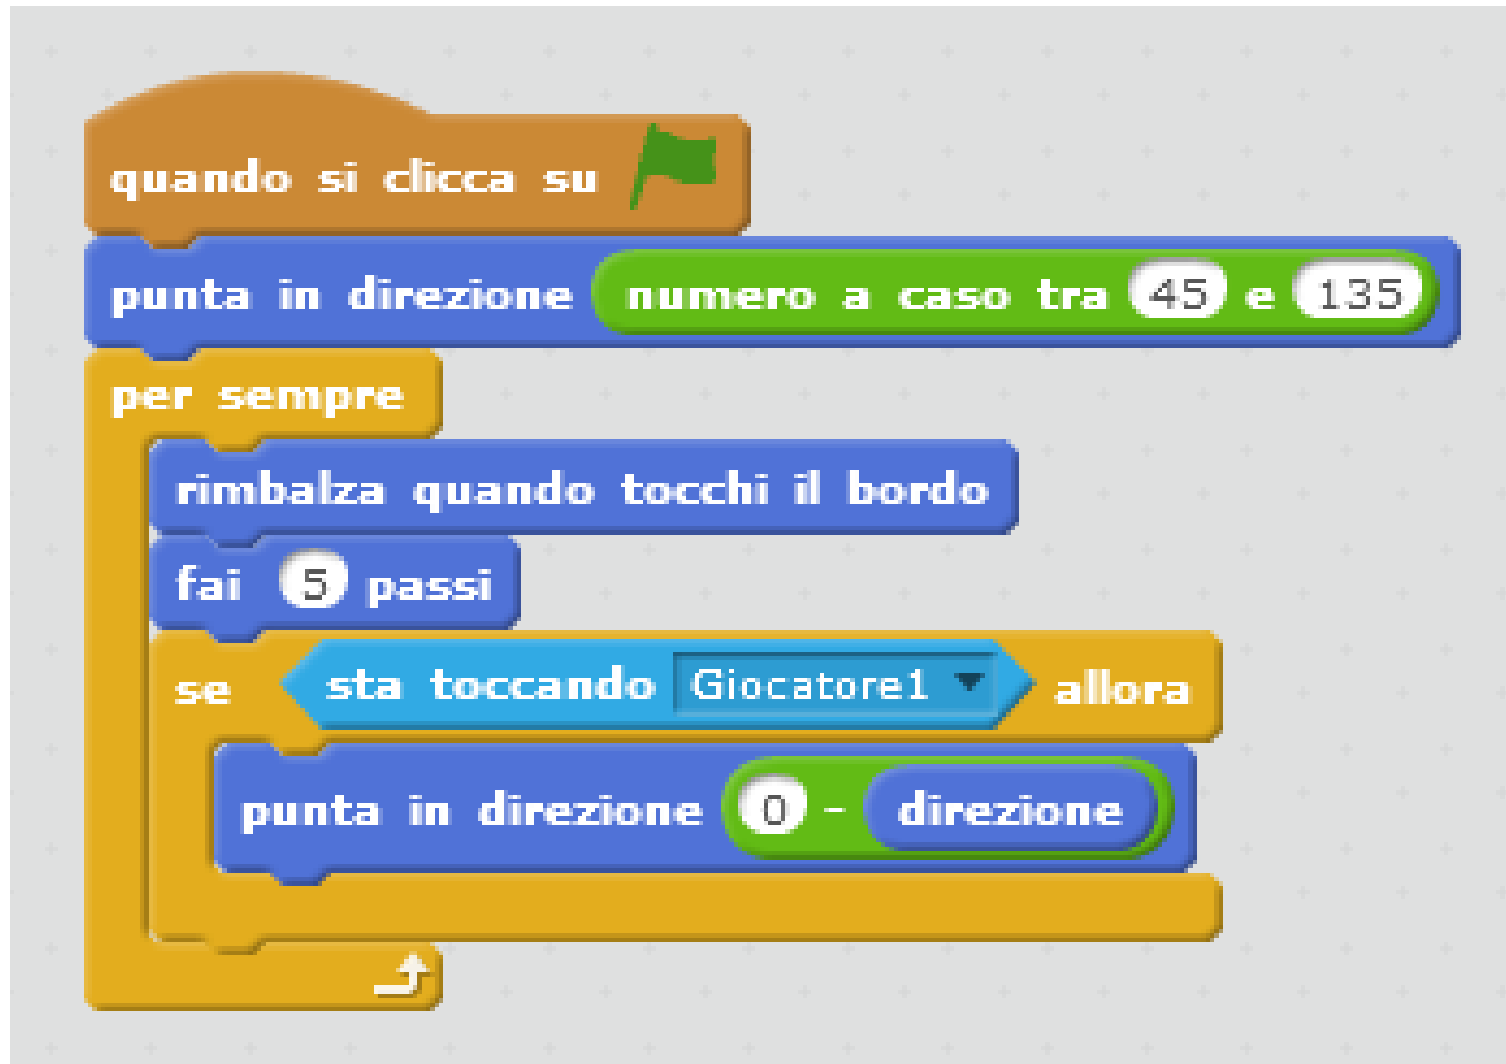 quando si clicca su
punta in direzione numero a caso tra 45 e 135
per sempre
rimbalza quando tocchi il bordo
fai 5 passi
se sta toccando Giocatore1 allora
punta in direzione 0 - direzione